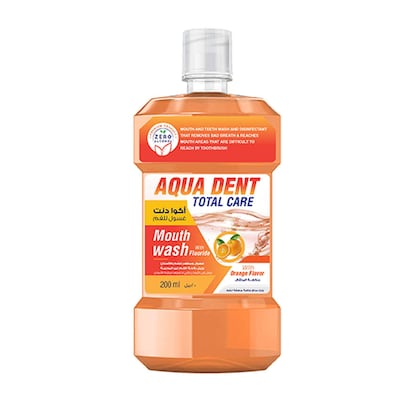 ZERO
ALCOHOL
MOUTH AND TEETH WASH AND DISINFECTANT
THAT REMOVES BAD BREATH & REACHES
MOUTH AREAS THAT ARE DIFFICULT TO
REACH BY TOOTHBRUSH
AQUA DENT
TOTAL CARE
أكوا دنت
غسول للفم
Mouth
wash
With
Fluoride
With
Orange Flavor
200 ml